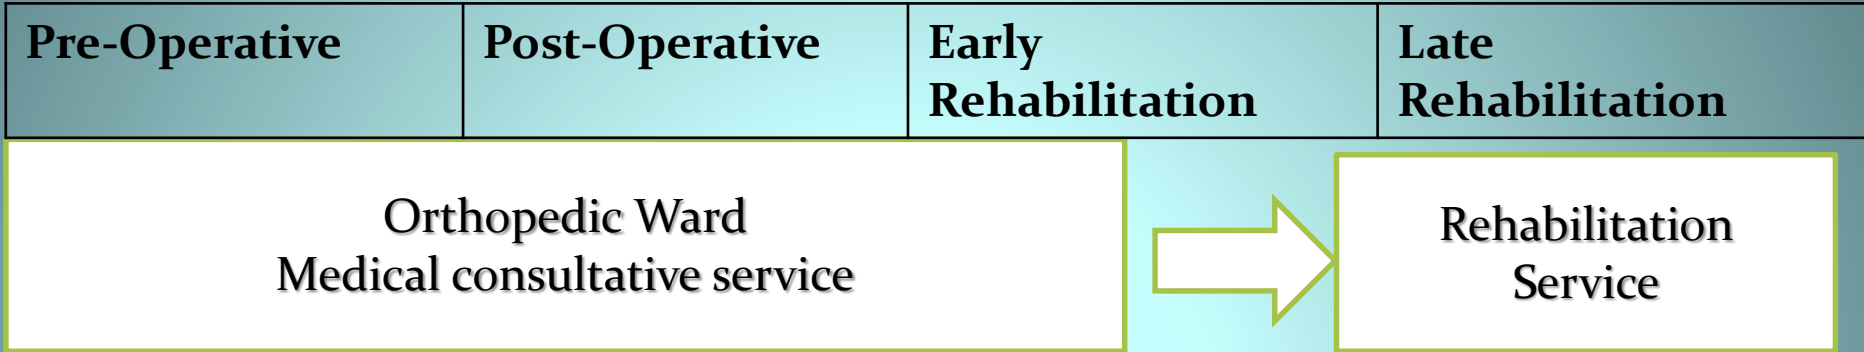 Pre-Operative
Post-Operative
Early
Rehabilitation
Late
Rehabilitation
Orthopedic Ward
Medical consultative service
Rehabilitation
Service